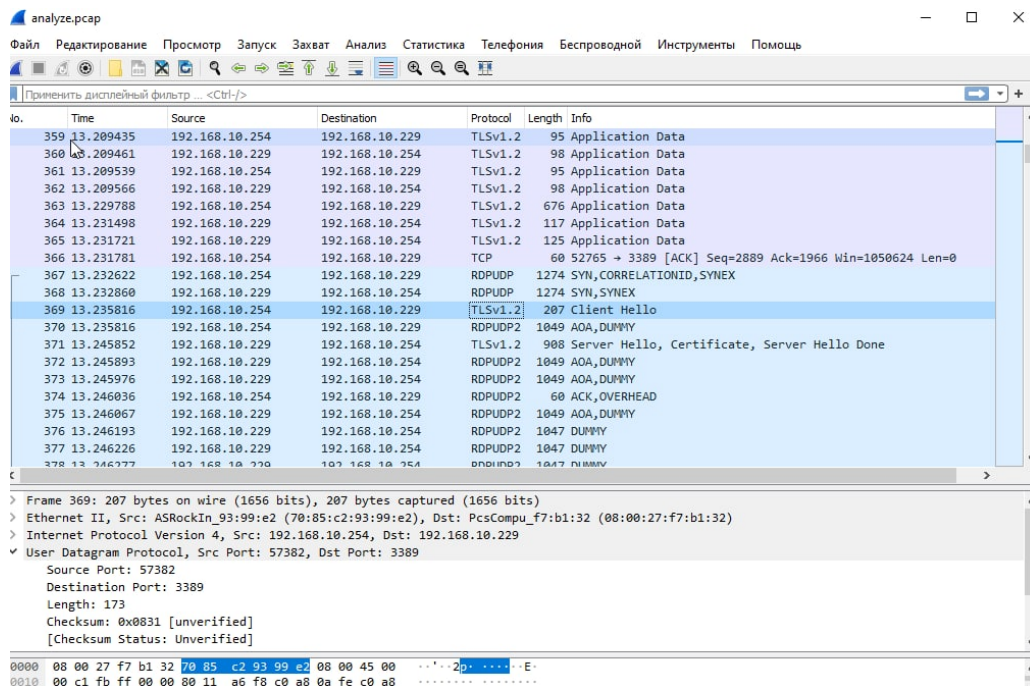 analyze.pcap
Файл Редактирование Просмотр Запуск Захват Анализ Статистика Телефония Беспроводной Инструменты Помощь
Применить дисплейный фильтр ... <Ctrl-/>
No. Time Source Destination Protocol Length Info
359 13.209435 192.168.10.254 192.168.10.229 TLSv1.2 95 Application Data
360 13.209461 192.168.10.229 192.168.10.254 TLSv1.2 98 Application Data
361 13.209539 192.168.10.254 192.168.10.229 TLSv1.2 95 Application Data
362 13.209566 192.168.10.229 192.168.10.254 TLSv1.2 98 Application Data
363 13.229788 192.168.10.254 192.168.10.229 TLSv1.2 676 Application Data
364 13.231498 192.168.10.229 192.168.10.254 TLSv1.2 117 Application Data
365 13.231721 192.168.10.229 192.168.10.254 TLSv1.2 125 Application Data
366 13.231781 192.168.10.254 192.168.10.229 TCP 60 52765 → 3389 [ACK] Seq=2889 Ack=1966 Win=1050624 Len=0
367 13.232622 192.168.10.254 192.168.10.229 RDPUDP 1274 SYN,CORRELATIONID,SYNEX
368 13.232860 192.168.10.229 192.168.10.254 RDPUDP 1274 SYN,SYNEX
369 13.235816 192.168.10.254 192.168.10.229 TLSv1.2 207 Client Hello
370 13.235816 192.168.10.254 192.168.10.229 RDPUDP2 1049 AOA,DUMMY
371 13.245852 192.168.10.229 192.168.10.254 TLSv1.2 908 Server Hello, Certificate, Server Hello Done
372 13.245893 192.168.10.229 192.168.10.254 RDPUDP2 1049 AOA,DUMMY
373 13.245976 192.168.10.229 192.168.10.254 RDPUDP2 1049 AOA,DUMMY
374 13.246036 192.168.10.254 192.168.10.229 RDPUDP2 60 ACK,OVERHEAD
375 13.246067 192.168.10.229 192.168.10.254 RDPUDP2 1049 AOA,DUMMY
376 13.246193 192.168.10.229 192.168.10.254 RDPUDP2 1047 DUMMY
377 13.246226 192.168.10.229 192.168.10.254 RDPUDP2 1047 DUMMY
378 13.246277 192.168.10.229 192.168.10.254 RDPUDP2 1047 DUMMY
Frame 369: 207 bytes on wire (1656 bits), 207 bytes captured (1656 bits)
Ethernet II, Src: ASRockIn_93:99:e2 (70:85:c2:93:99:e2), Dst: PcsCompu_f7:b1:32 (08:00:27:f7:b1:32)
Internet Protocol Version 4, Src: 192.168.10.254, Dst: 192.168.10.229
User Datagram Protocol, Src Port: 57382, Dst Port: 3389
Source Port: 57382
Destination Port: 3389
Length: 173
Checksum: 0x0831 [unverified]
[Checksum Status: Unverified]
0000 08 00 27 f7 b1 32 70 85 c2 93 99 e2 08 00 45 00 ··'··2p· ······E·
0010 00 c1 fb ff 00 00 80 11 a6 f8 c0 a8 0a fe c0 a8 ········ ········